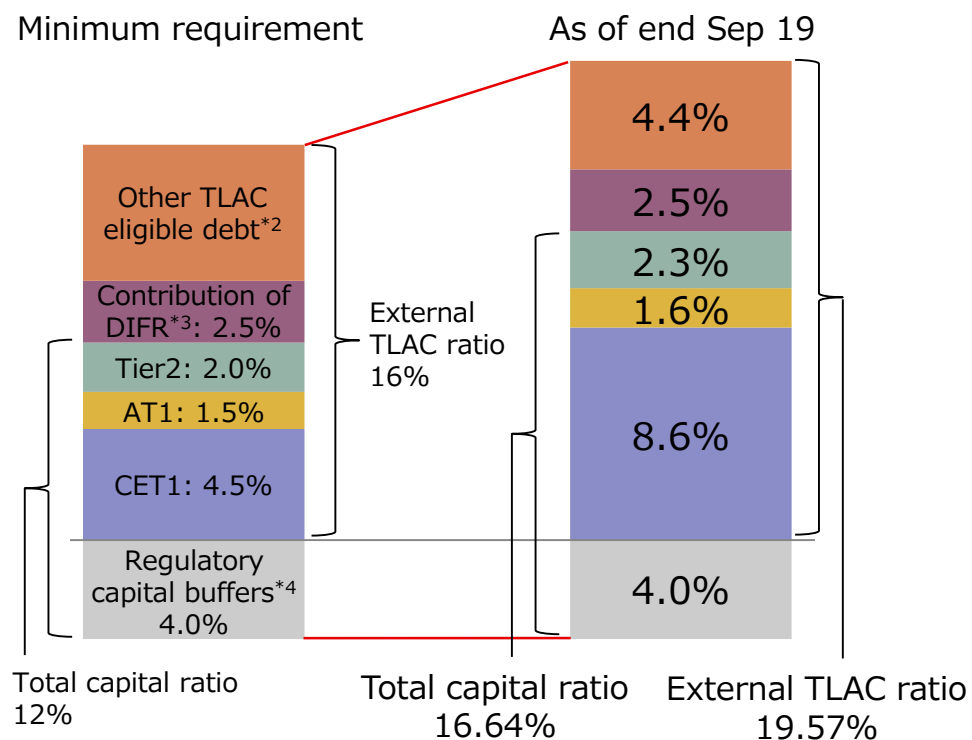 Minimum requirement
Other TLAC
eligible debt*2
Contribution of
DIFR*3: 2.5%
Tier2: 2.0%
AT1: 1.5%
CET1: 4.5%
Regulatory
capital buffers*4
4.0%
External
TLAC ratio
16%
Total capital ratio
12%
As of end Sep 19
4.4%
2.5%
2.3%
1.6%
8.6%
4.0%
Total capital ratio
16.64%
External TLAC ratio
19.57%